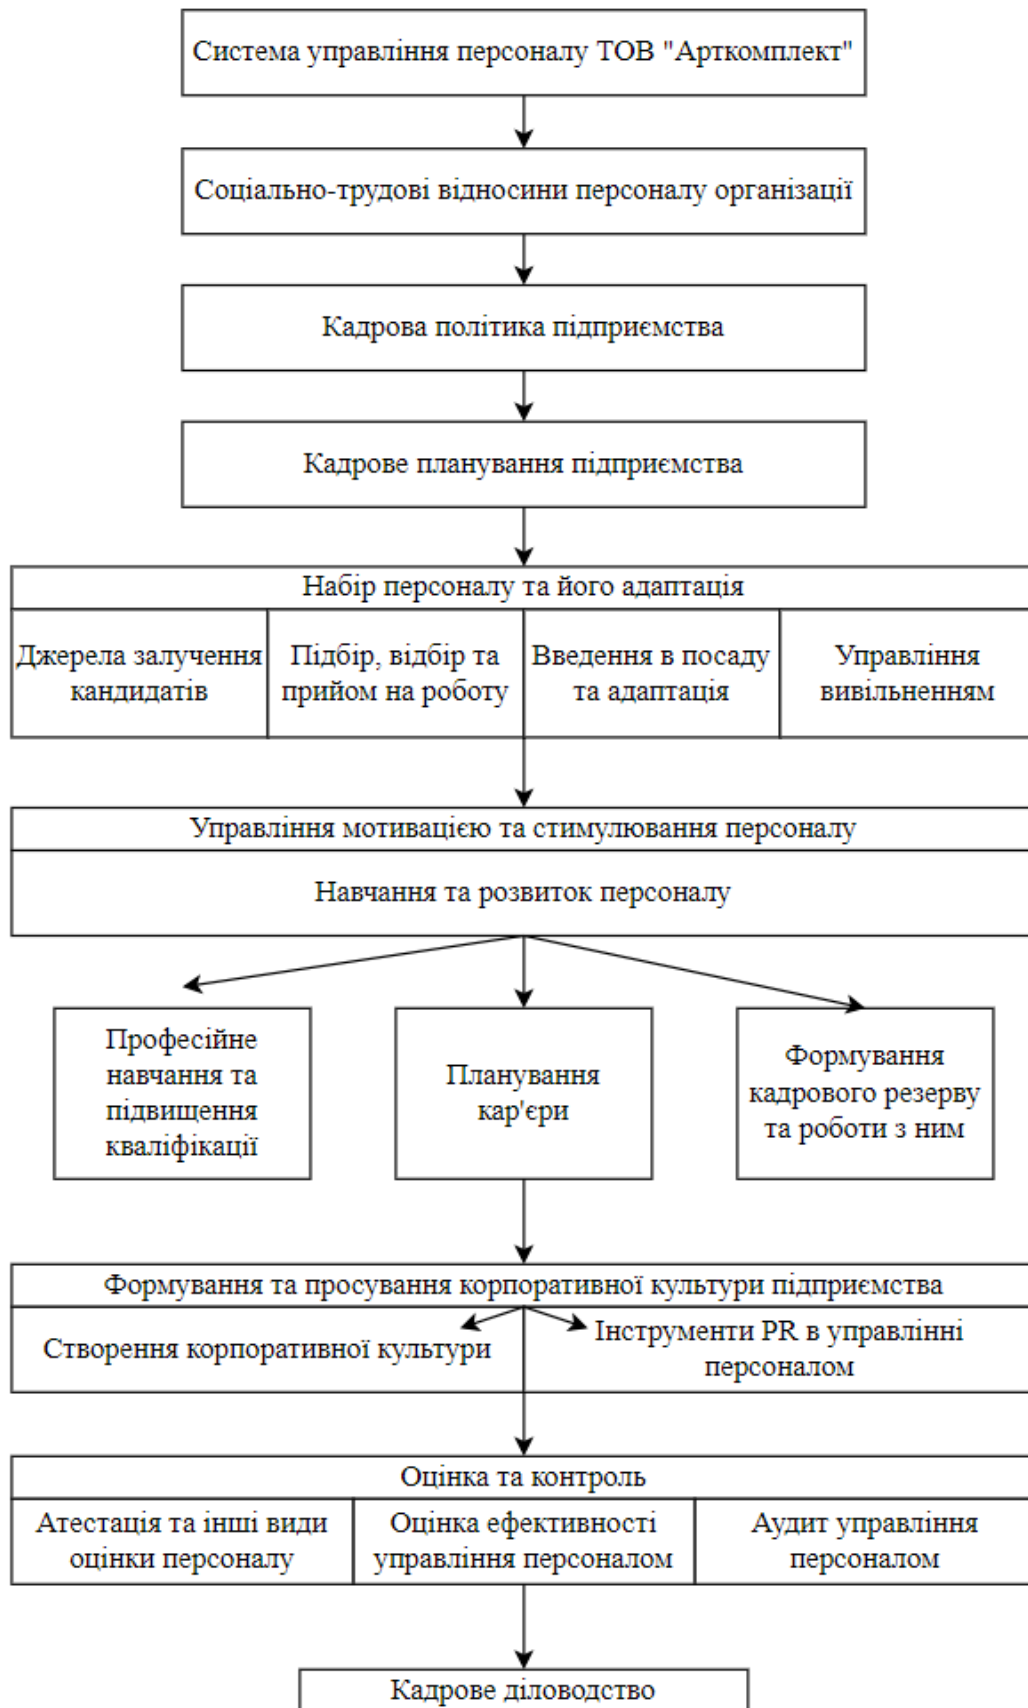 Система управління персоналу ТОВ "Арткомплект"
Соціально-трудові відносини персоналу організації
Кадрова політика підприємства
Кадрове планування підприємства
Набір персоналу та його адаптація
Джерела залучення
кандидатів
Підбір, відбір та
прийом на роботу
Введення в посаду
та адаптація
Управління
вивільненням
Управління мотивацією та стимулювання персоналу
Навчання та розвиток персоналу
Професійне
навчання та
підвищення
кваліфікації
Планування
кар'єри
Формування
кадрового резерву
та роботи з ним
Формування та просування корпоративної культури підприємства
Створення корпоративної культури
Інструменти PR в управлінні
персоналом
Оцінка та контроль
Атестація та інші види
оцінки персоналу
Оцінка ефективності
управління персоналом
Аудит управління
персоналом
Кадрове діловодство